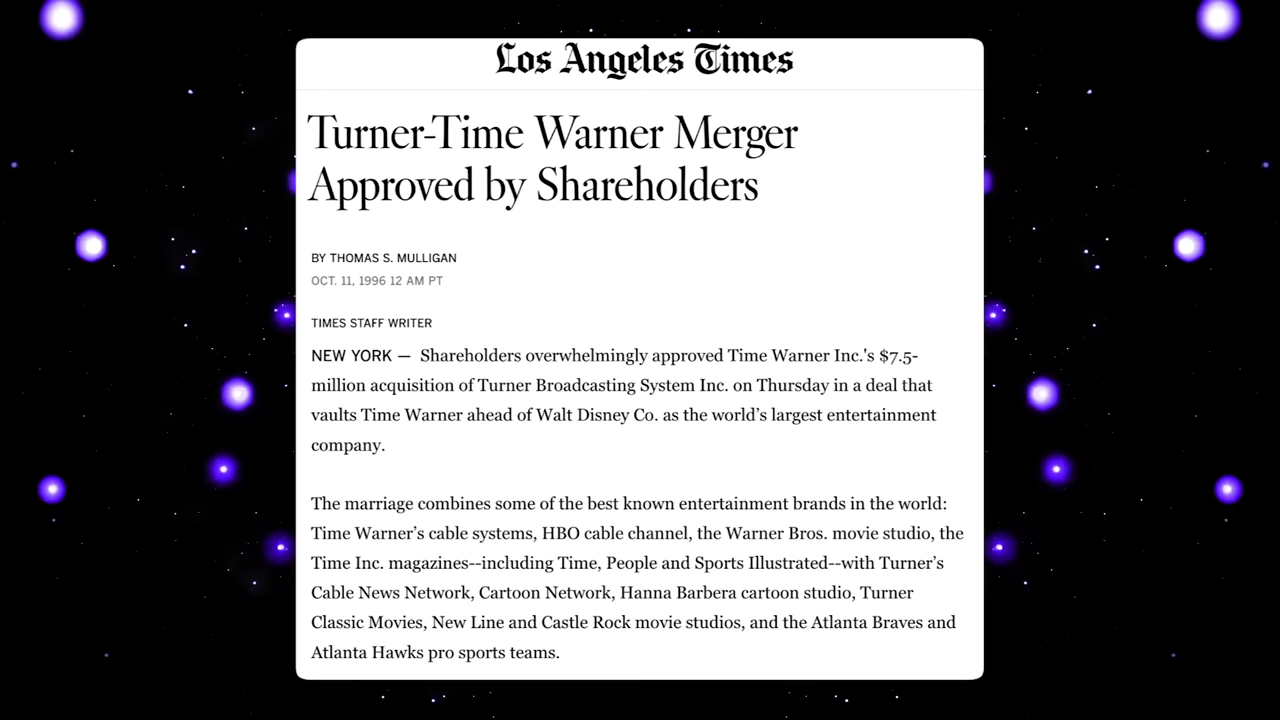 Los Angeles Times
Turner-Time Warner Merger
Approved by Shareholders
BY THOMAS S. MULLIGAN
OCT. 11, 1996 12 AM PT
TIMES STAFF WRITER
NEW YORK — Shareholders overwhelmingly approved Time Warner Inc.'s $7.5-
million acquisition of Turner Broadcasting System Inc. on Thursday in a deal that
vaults Time Warner ahead of Walt Disney Co. as the world’s largest entertainment
company.
The marriage combines some of the best known entertainment brands in the world:
Time Warner’s cable systems, HBO cable channel, the Warner Bros. movie studio, the
Time Inc. magazines--including Time, People and Sports Illustrated--with Turner’s
Cable News Network, Cartoon Network, Hanna Barbera cartoon studio, Turner
Classic Movies, New Line and Castle Rock movie studios, and the Atlanta Braves and
Atlanta Hawks pro sports teams.